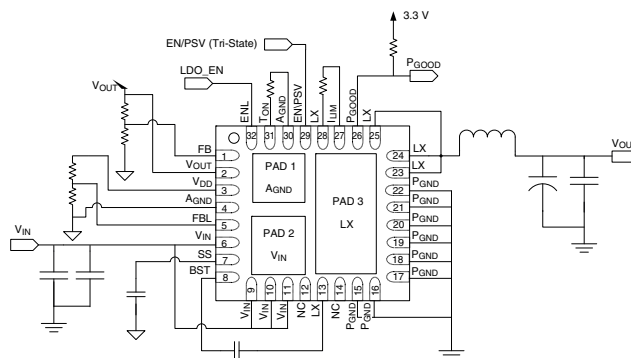 3.3 V
EN/PSV (Tri-State)
PGOOD
LDO_EN
VOUT
ENL
TON
AGND
EN\PSV
LX
ILIM
PGOOD
LX
32
31
30
29
28
27
26
25
FB
1
VOUT
2
VDD
3
AGND
4
FBL
5
VIN
VIN
6
SS
7
BST
8
PAD 1
AGND
PAD 2
VIN
PAD 3
LX
24
LX
23
LX
22
PGND
21
PGND
20
PGND
19
PGND
18
PGND
17
PGND
VOUT
9
10
11
12
13
14
15
16
VIN
VIN
VIN
NC
LX
NC
PGND
PGND